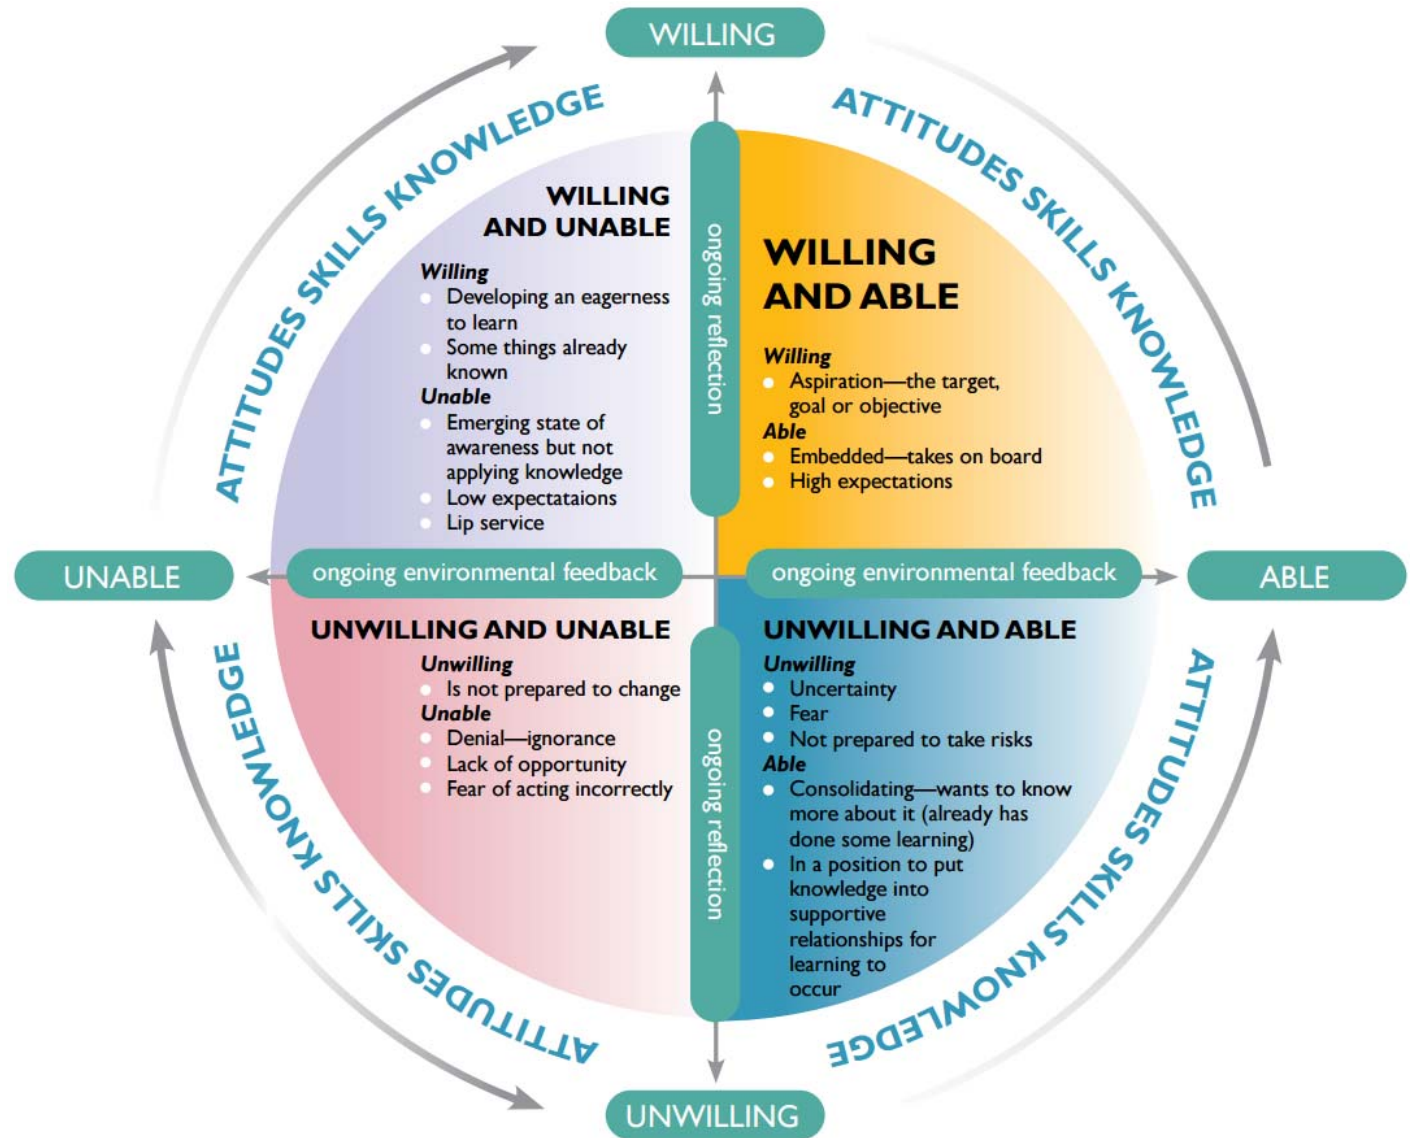 WILLING
ATTITUDES SKILLS KNOWLEDGE
ATTITUDES SKILLS KNOWLEDGE
WILLING
AND UNABLE
Willing
Developing an eagerness
to learn
Some things already
known
Unable
Emerging state of
awareness but not
applying knowledge
Low expectataions
Lip service
ongoing reflection
WILLING
AND ABLE
Willing
Aspiration—the target,
goal or objective
Able
Embedded—takes on board
High expectations
UNABLE
ongoing environmental feedback
ongoing environmental feedback
ABLE
UNWILLING AND UNABLE
Unwilling
Is not prepared to change
Unable
Denial—ignorance
Lack of opportunity
Fear of acting incorrectly
ongoing reflection
UNWILLING AND ABLE
Unwilling
Uncertainty
Fear
Not prepared to take risks
Able
Consolidating—wants to know
more about it (already has
done some learning)
In a position to put
knowledge into
supportive
relationships for
learning to
occur
ATTITUDES SKILLS KNOWLEDGE
ATTITUDES SKILLS KNOWLEDGE
UNWILLING